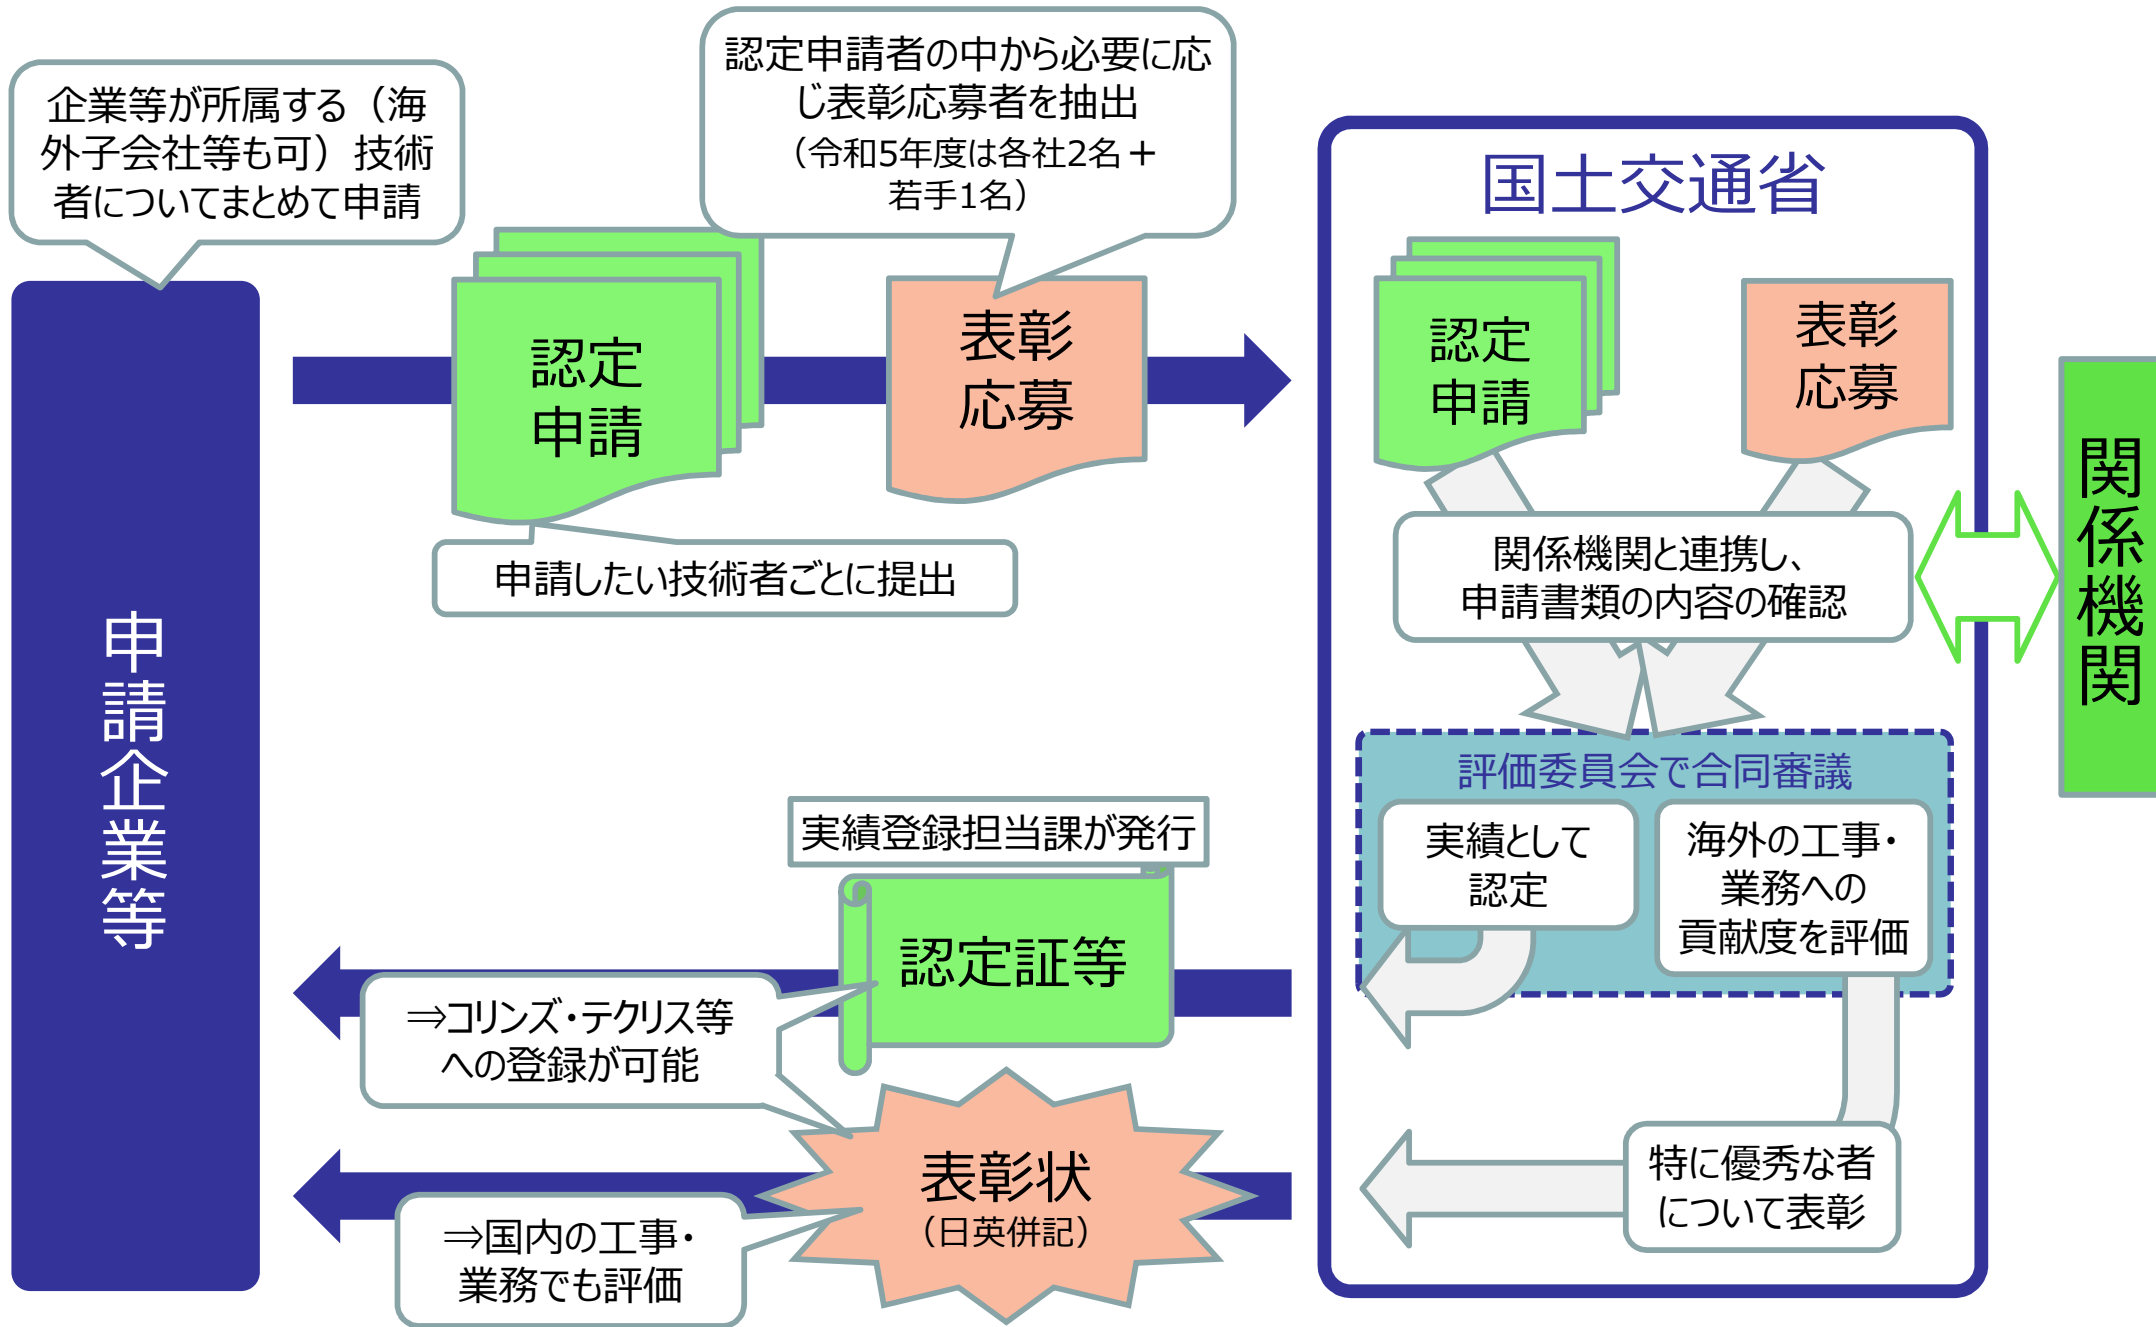 企業等が所属する（海
外子会社等も可）技術
者についてまとめて申請
認定申請者の中から必要に応
じ表彰応募者を抽出
（令和5年度は各社2名＋
若手1名）
申請企業等
認定
申請
表彰
応募
申請したい技術者ごとに提出
国土交通省
認定
申請
表彰
応募
関係機関と連携し、
申請書類の内容の確認
関係機関
評価委員会で合同審議
実績として
認定
海外の工事・
業務への
貢献度を評価
特に優秀な者
について表彰
実績登録担当課が発行
認定証等
⇒コリンズ・テクリス等
への登録が可能
表彰状
（日英併記）
⇒国内の工事・
業務でも評価